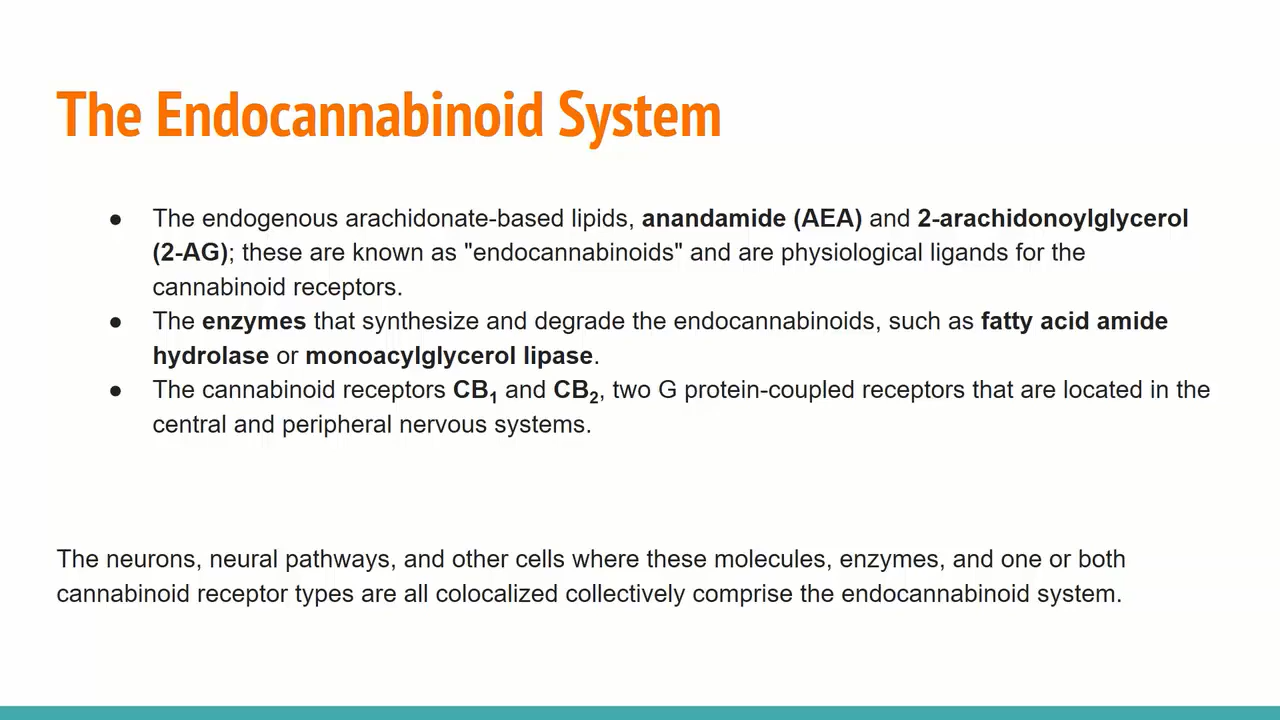 The Endocannabinoid System
● The endogenous arachidonate-based lipids, anandamide (AEA) and 2-arachidonoylglycerol
(2-AG); these are known as "endocannabinoids" and are physiological ligands for the
cannabinoid receptors.
● The enzymes that synthesize and degrade the endocannabinoids, such as fatty acid amide
hydrolase or monoacylglycerol lipase.
● The cannabinoid receptors CB₁ and CB₂, two G protein-coupled receptors that are located in the
central and peripheral nervous systems.
The neurons, neural pathways, and other cells where these molecules, enzymes, and one or both
cannabinoid receptor types are all colocalized collectively comprise the endocannabinoid system.